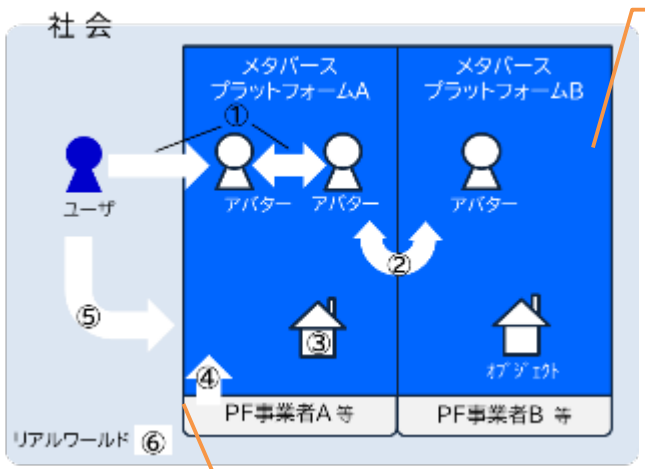 社会
メタバース
プラットフォームA
メタバース
プラットフォームB
①
ユーザ
アバター
アバター
アバター
②
⑤
③
オブジェクト
④
PF事業者A 等
PF事業者B 等
リアルワールド ⑥